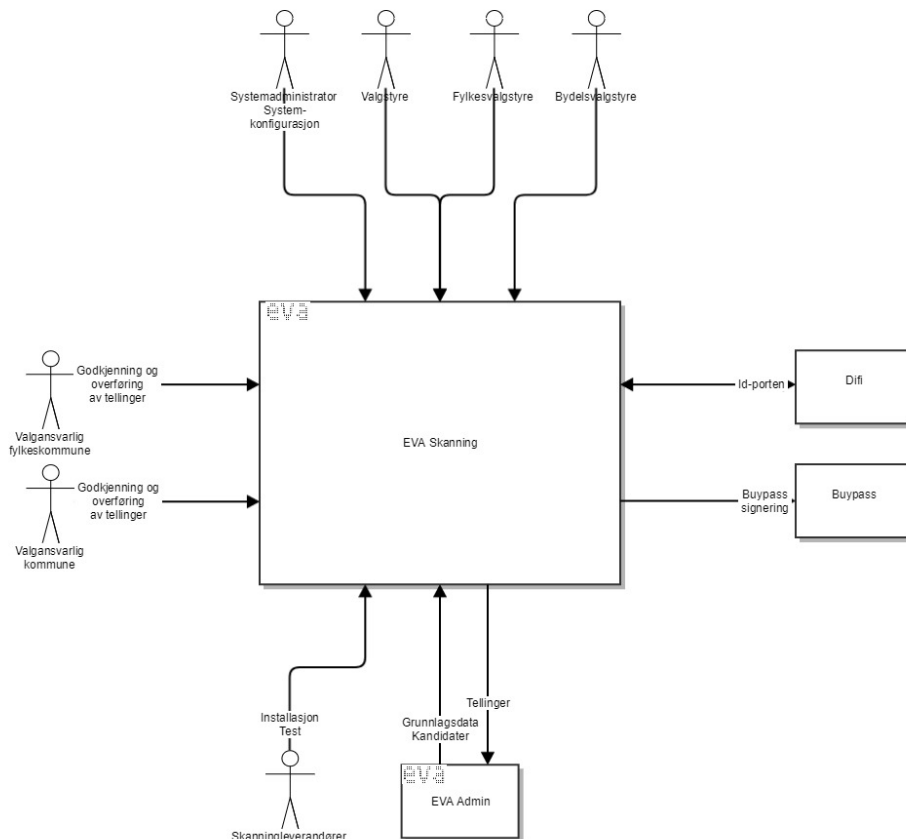 Systemadministrator
System-
konfigurasjon
Valgstyre
Fylkesvalgstyre
Bydelsvalgstyre
eva
Godkjenning og
overføring
av tellinger
Valgansvarlig
fylkeskommune
EVA Skanning
Id-porten
Difi
Godkjenning og
overføring
av tellinger
Valgansvarlig
kommune
Buypass
signering
Buypass
Installasjon
Test
Skanningleverandører
Grunnlagsdata
Kandidater
Tellinger
eva
EVA Admin